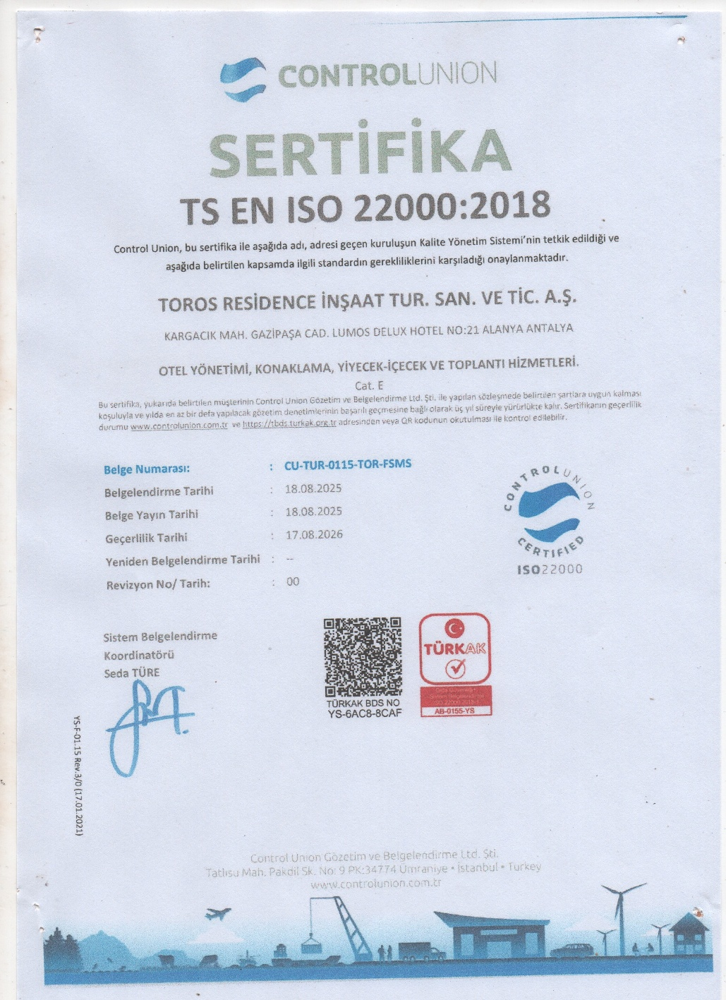 CONTROLUNION
SERTİFİKA
TS EN ISO 22000:2018
Control Union, bu sertifika ile aşağıda adı, adresi geçen kuruluşun Kalite Yönetim Sistemi'nin tetkik edildiği ve
aşağıda belirtilen kapsamda ilgili standardın gerekliliklerini karşıladığı onaylanmaktadır.
TOROS RESİDENCE İNŞAAT TUR. SAN. VE TİC. A.Ş.
KARGACIK MAH. GAZİPAŞA CAD. LUMOS DELUX HOTEL NO:21 ALANYA ANTALYA
OTEL YÖNETİMİ, KONAKLAMA, YİYECEK-İÇECEK VE TOPLANTI HİZMETLERİ.
Cat. E
Bu sertifika, yukarıda belirtilen müşterinin Control Union Gözetim ve Belgelendirme Ltd. Şti. ile yapılan sözleşmede belirtilen şartlara uygun kalması
koşuluyla ve yılda en az bir defa yapılacak gözetim denetimlerinin başarılı geçmesine bağlı olarak üç yıl süreyle yürürlükte kalır. Sertifikanın geçerlilik
durumu www.controlunion.com.tr ve https://tbds.turkak.org.tr adresinden veya QR kodunun okutulması ile kontrol edilebilir.
Belge Numarası: : CU-TUR-0115-TOR-FSMS
Belgelendirme Tarihi : 18.08.2025
Belge Yayın Tarihi : 18.08.2025
Geçerlilik Tarihi : 17.08.2026
Yeniden Belgelendirme Tarihi : --
Revizyon No/ Tarih: : 00
CONTROLUNION
CERTIFIED
ISO22000
Sistem Belgelendirme
Koordinatörü
Seda TÜRE
TÜRKAK BDS NO
YS-6AC8-8CAF
TÜRKAK
Sistem Belgelendirmesi
AB-0155-YS
YS-F-01.15 Rev.3/0 (17.01.2021)
Control Union Gözetim ve Belgelendirme Ltd. Şti.
Tatlısu Mah. Pakdil Sk. No: 9 PK:34774 Ümraniye • İstanbul • Turkey
www.controlunion.com.tr